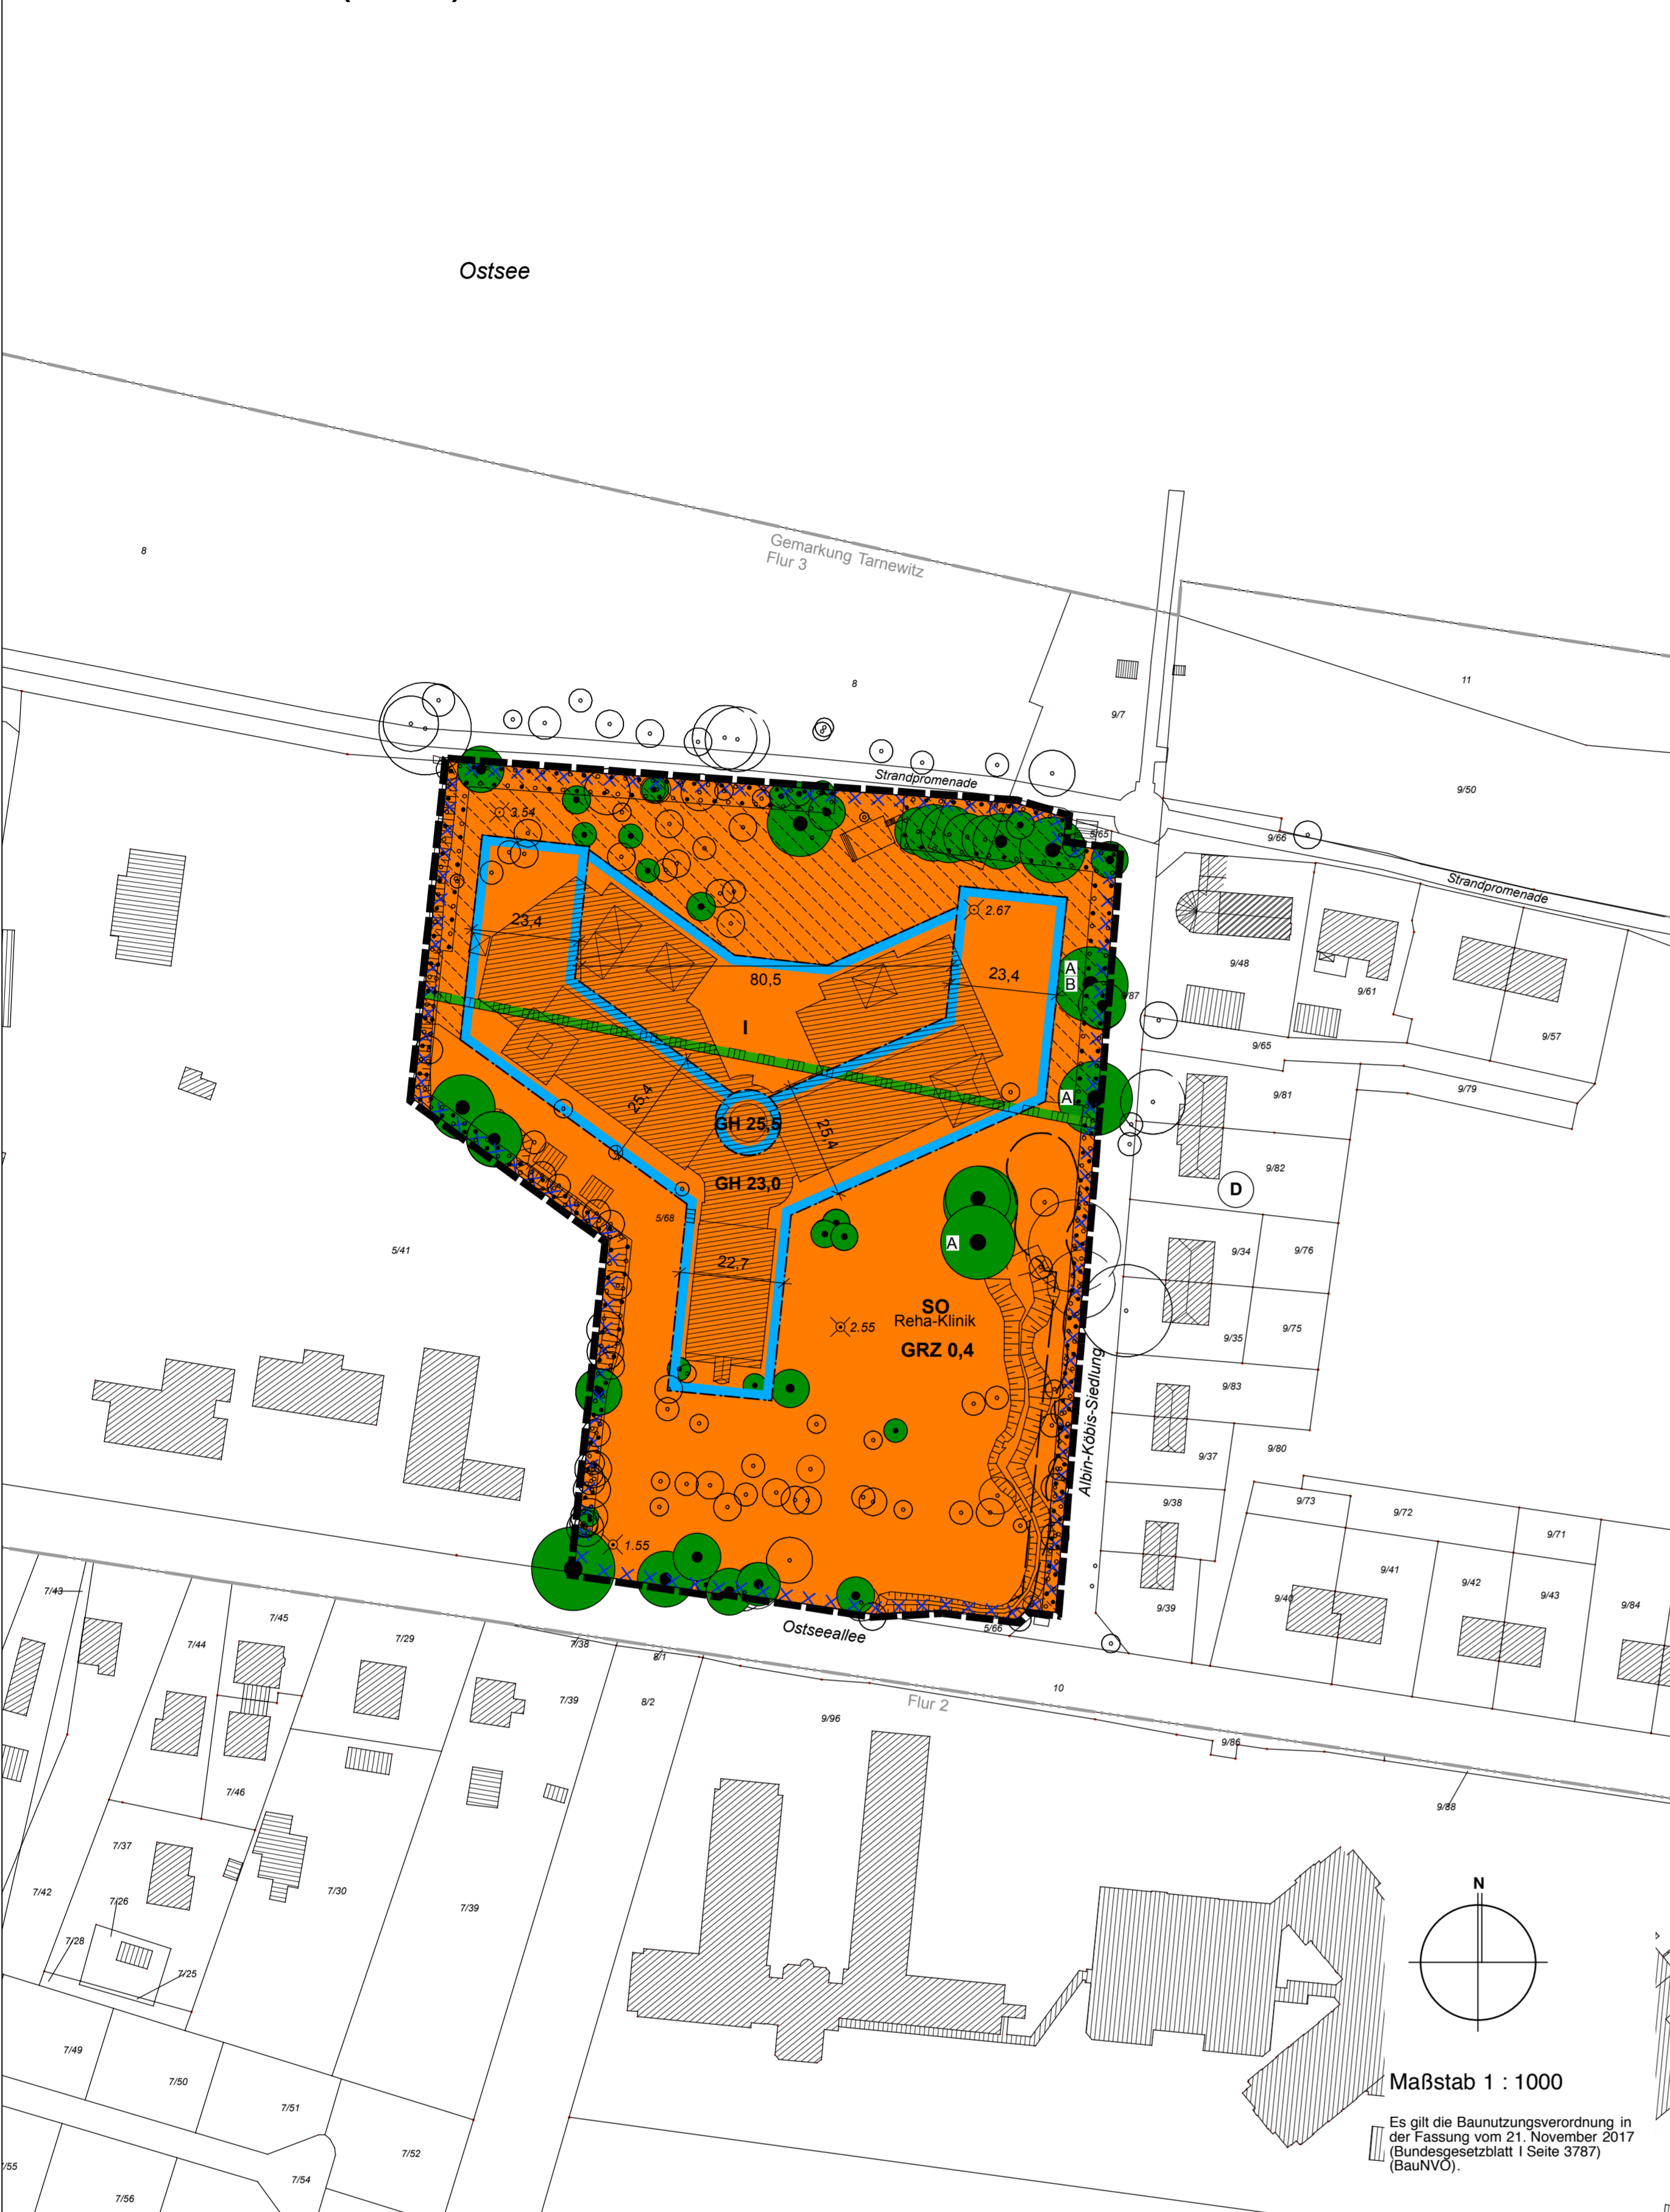 Ostsee
Gemarkung Tarnewitz
Flur 3
8
8
11
9/7
9/50
Strandpromenade
5/65
9/66
Strandpromenade
3.54
2.67
23,4
80,5
23,4
A
B
9/87
9/48
9/61
9/57
9/65
I
9/79
9/81
A
25,4
25,4
GH 25,5
GH 23,0
9/82
D
5/68
5/41
A
9/34
9/76
22,7
SO
Reha-Klinik
2.55
GRZ 0,4
9/35
9/75
9/83
Albin-Köbis-Siedlung
9/37
9/80
9/38
9/73
9/72
9/71
1.55
9/41
9/42
9/43
9/39
9/40
9/84
7/43
7/45
7/44
7/29
7/38
8/1
Ostseeallee
5/66
7/39
8/2
10
Flur 2
9/96
9/86
9/88
7/46
7/37
7/42
7/26
7/30
7/39
7/28
7/25
N
7/49
7/50
7/51
7/52
7/54
7/55
7/56
Maßstab 1 : 1000
Es gilt die Baunutzungsverordnung in
der Fassung vom 21. November 2017
(Bundesgesetzblatt I Seite 3787)
(BauNVO).